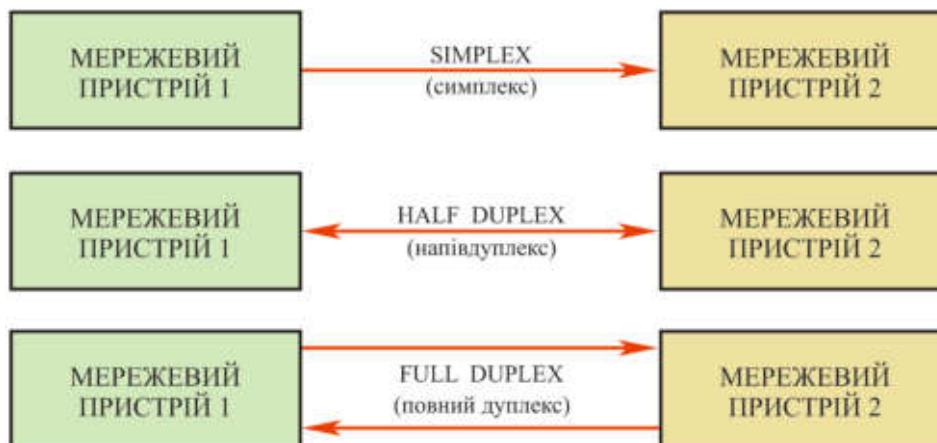 МЕРЕЖЕВИЙ
ПРИСТРІЙ 1
SIMPLEX
(симплекс)
МЕРЕЖЕВИЙ
ПРИСТРІЙ 2
МЕРЕЖЕВИЙ
ПРИСТРІЙ 1
HALF DUPLEX
(напівдуплекс)
МЕРЕЖЕВИЙ
ПРИСТРІЙ 2
МЕРЕЖЕВИЙ
ПРИСТРІЙ 1
FULL DUPLEX
(повний дуплекс)
МЕРЕЖЕВИЙ
ПРИСТРІЙ 2